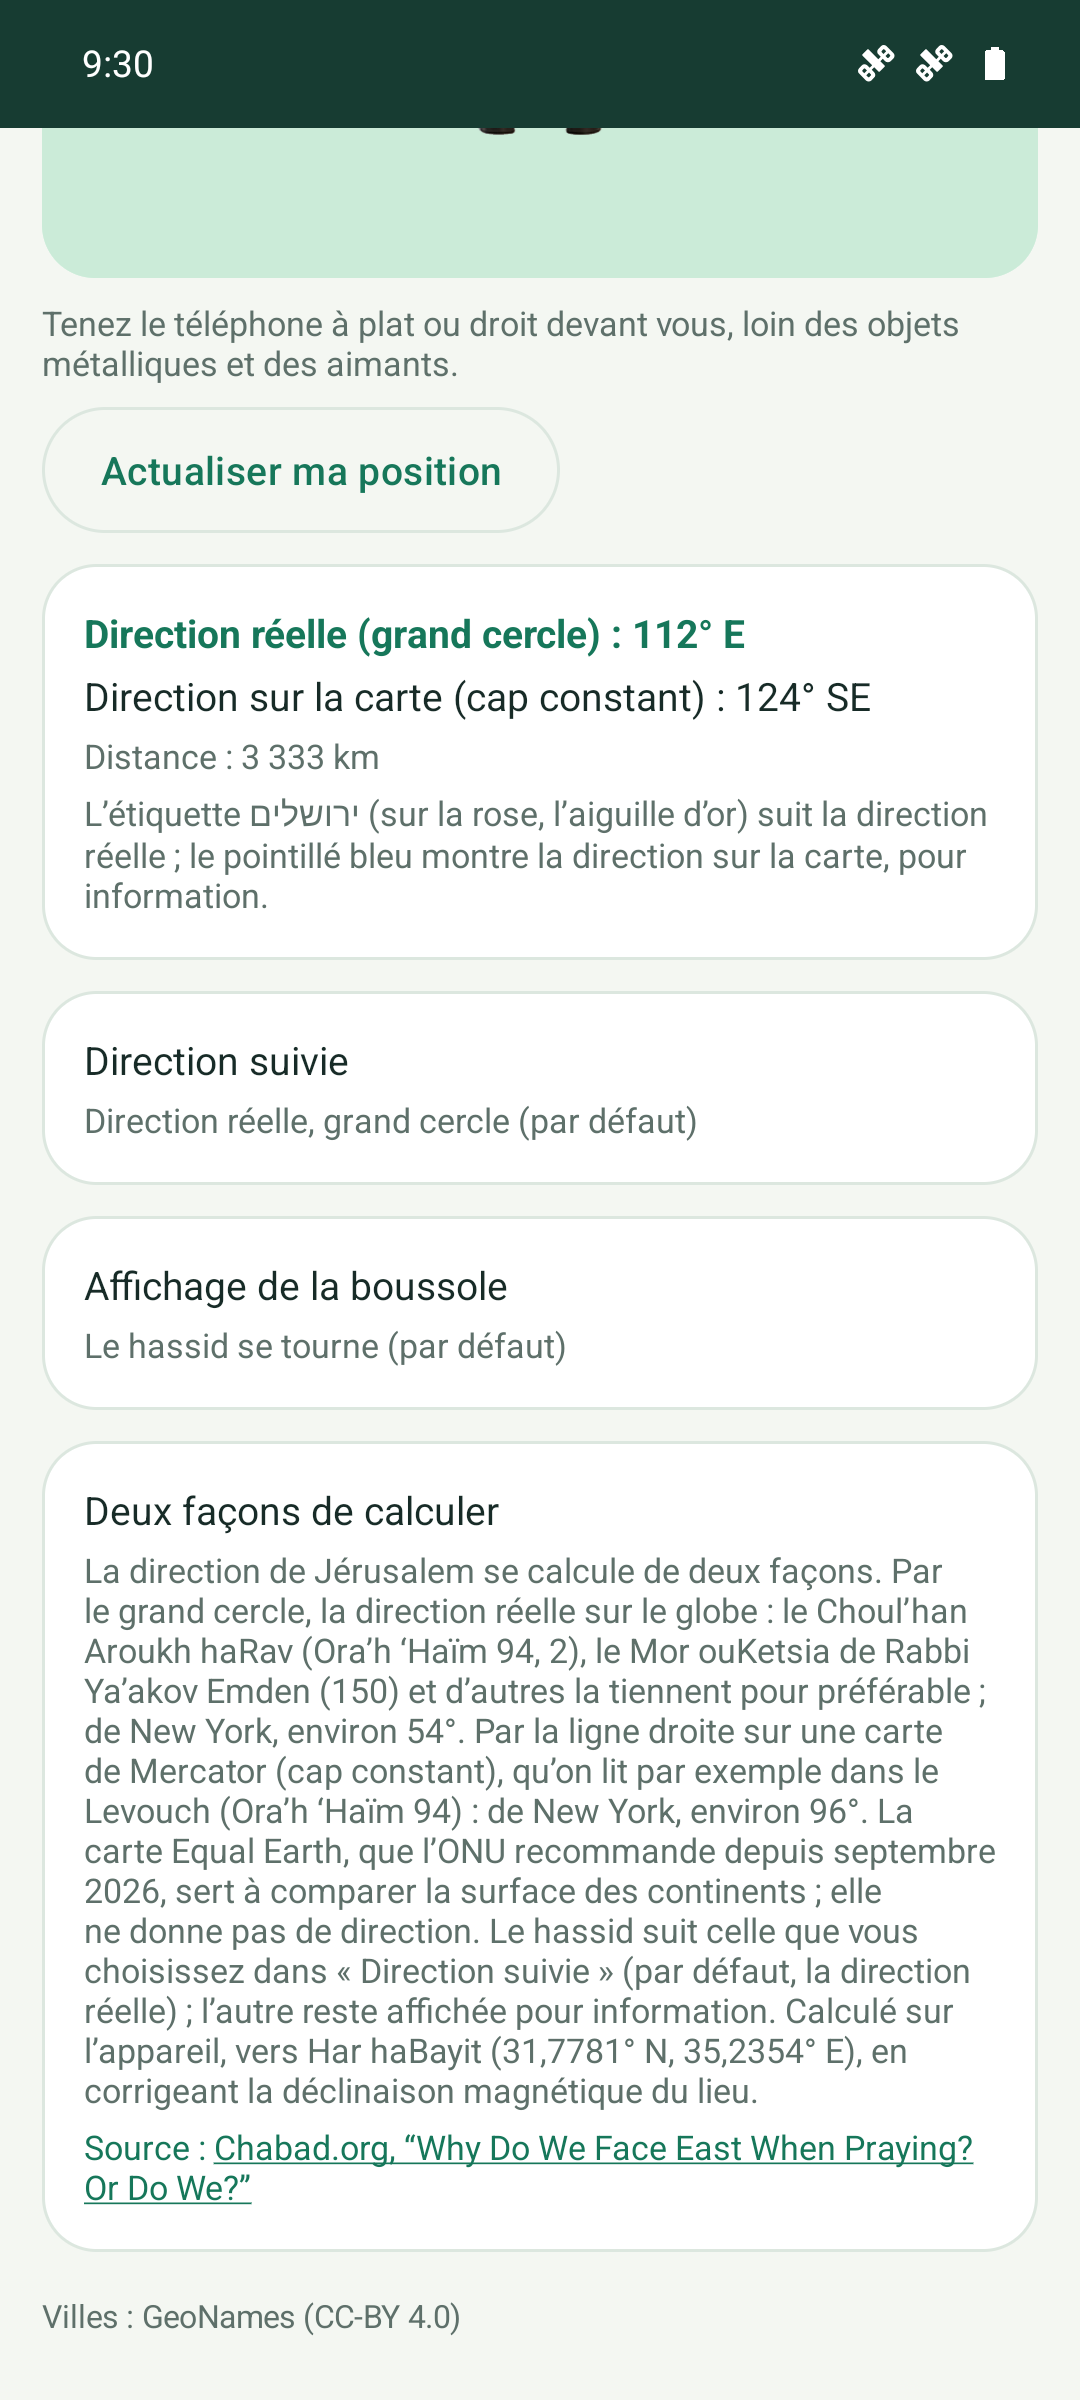 9:30
Tenez le téléphone à plat ou droit devant vous, loin des objets
métalliques et des aimants.
Actualiser ma position
Direction réelle (grand cercle) : 112° E
Direction sur la carte (cap constant) : 124° SE
Distance : 3 333 km
L’étiquette ירושלים (sur la rose, l’aiguille d’or) suit la direction
réelle ; le pointillé bleu montre la direction sur la carte, pour
information.
Direction suivie
Direction réelle, grand cercle (par défaut)
Affichage de la boussole
Le hassid se tourne (par défaut)
Deux façons de calculer
La direction de Jérusalem se calcule de deux façons. Par
le grand cercle, la direction réelle sur le globe : le Choul’han
Aroukh haRav (Ora’h ‘Haïm 94, 2), le Mor ouKetsia de Rabbi
Ya’akov Emden (150) et d’autres la tiennent pour préférable ;
de New York, environ 54°. Par la ligne droite sur une carte
de Mercator (cap constant), qu’on lit par exemple dans le
Levouch (Ora’h ‘Haïm 94) : de New York, environ 96°. La
carte Equal Earth, que l’ONU recommande depuis septembre
2026, sert à comparer la surface des continents ; elle
ne donne pas de direction. Le hassid suit celle que vous
choisissez dans « Direction suivie » (par défaut, la direction
réelle) ; l’autre reste affichée pour information. Calculé sur
l’appareil, vers Har haBayit (31,7781° N, 35,2354° E), en
corrigeant la déclinaison magnétique du lieu.
Source : Chabad.org, “Why Do We Face East When Praying?
Or Do We?”
Villes : GeoNames (CC-BY 4.0)